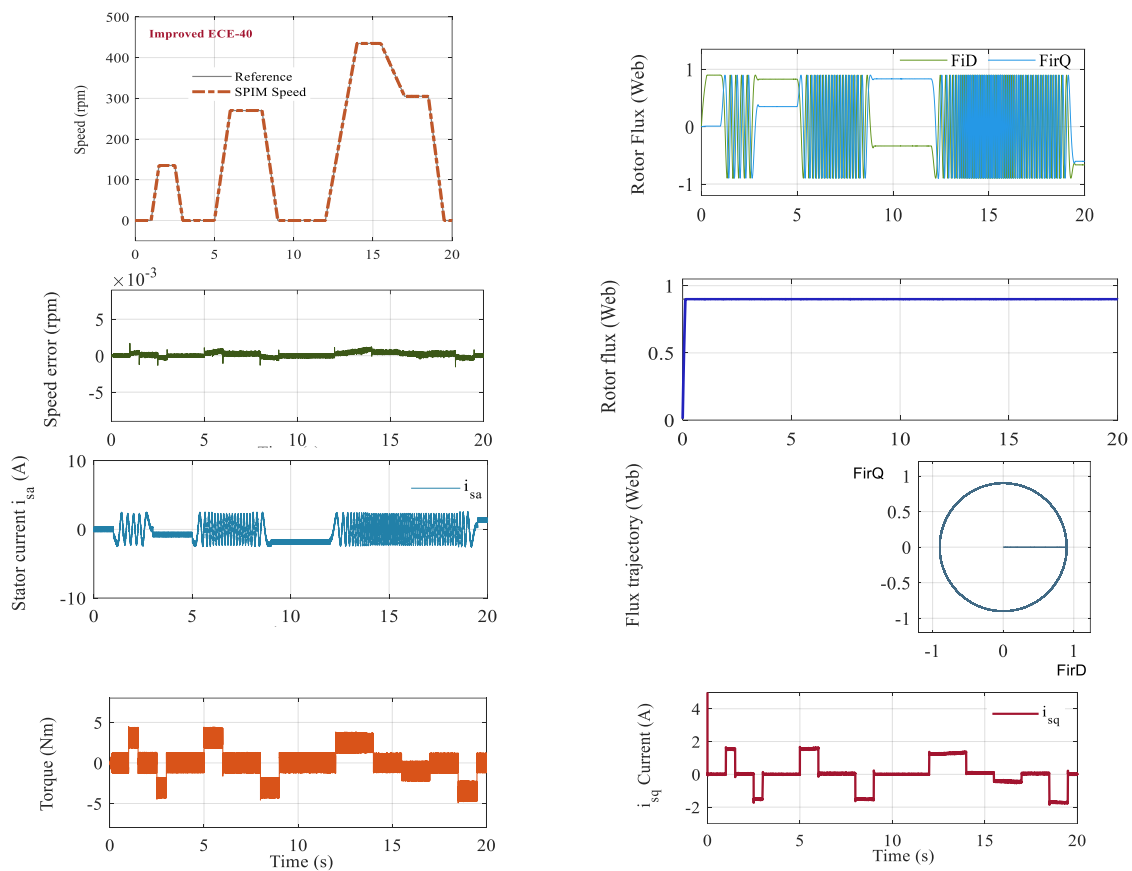 Improved ECE-40
Reference
SPIM Speed
Speed (rpm)
500
400
300
200
100
0
0 5 10 15 20
FiD FirQ
Rotor Flux (Web)
1
0
-1
0 5 10 15 20
×10⁻³
Speed error (rpm)
5
0
-5
0 5 10 15 20
Rotor flux (Web)
1
0.5
0
0 5 10 15 20
Stator current i_sa (A)
10
0
-10
i_sa
0 5 10 15 20
FirQ
Flux trajectory (Web)
1
0.5
0
-0.5
-1
-1 0 1
FirD
Torque (Nm)
5
0
-5
0 5 10 15 20
Time (s)
i_sq Current (A)
4
2
0
-2
i_sq
0 5 10 15 20
Time (s)